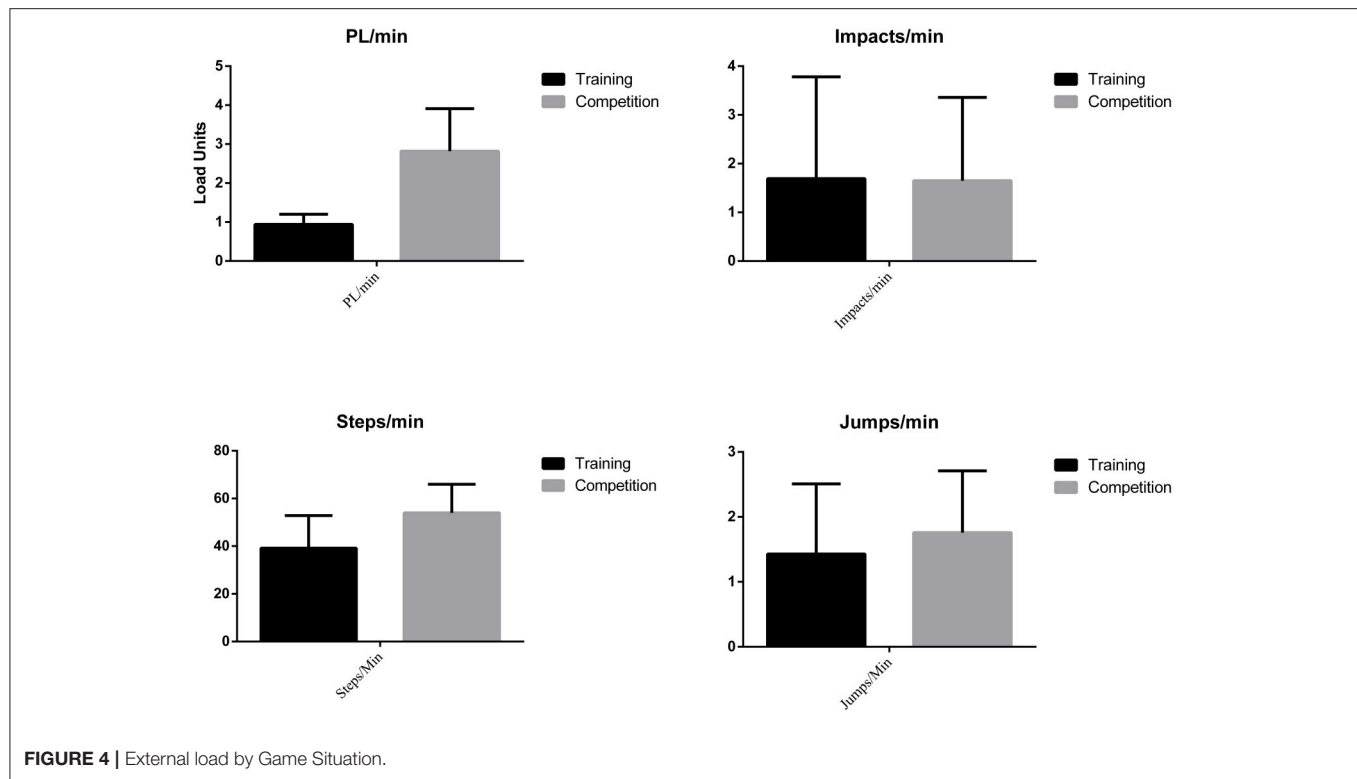 PL/min
5
4
3
2
1
0
Load Units
PL/min
Training
Competition
Impacts/min
4
3
2
1
0
Impacts/min
Training
Competition
Steps/min
80
60
40
20
0
Steps/Min
Training
Competition
Jumps/min
3
2
1
0
Jumps/Min
Training
Competition
FIGURE 4 | External load by Game Situation.